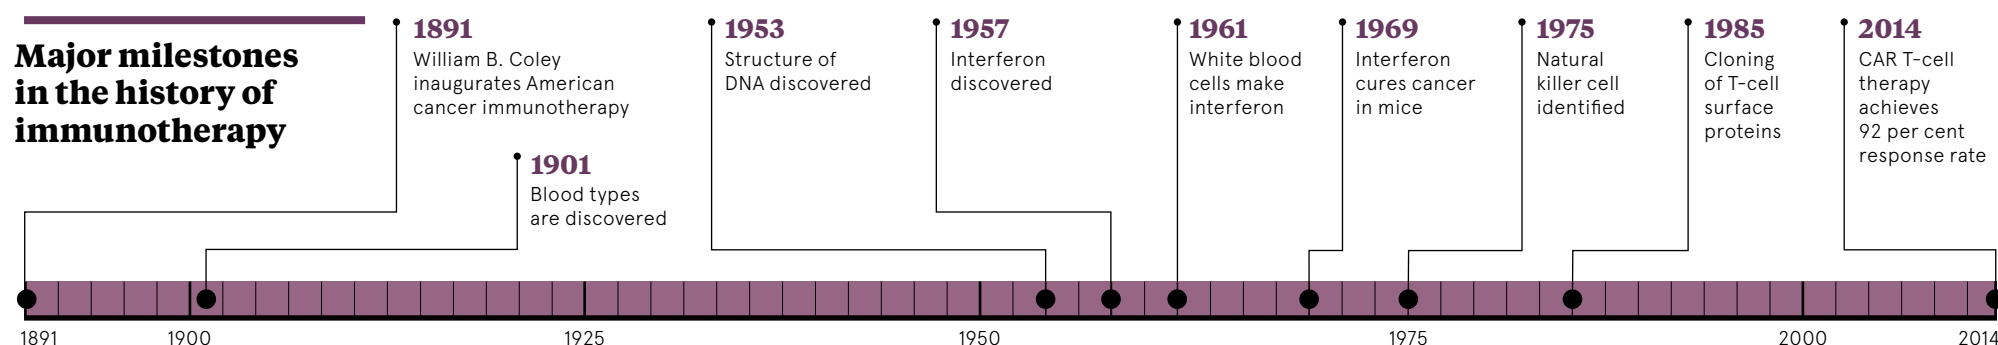 Major milestones
in the history of
immunotherapy
1891
William B. Coley
inaugurates American
cancer immunotherapy
1901
Blood types
are discovered
1953
Structure of
DNA discovered
1957
Interferon
discovered
1961
White blood
cells make
interferon
1969
Interferon
cures cancer
in mice
1975
Natural
killer cell
identified
1985
Cloning
of T-cell
surface
proteins
2014
CAR T-cell
therapy
achieves
92 per cent
response rate
1891 1900 1925 1950 1975 2000 2014